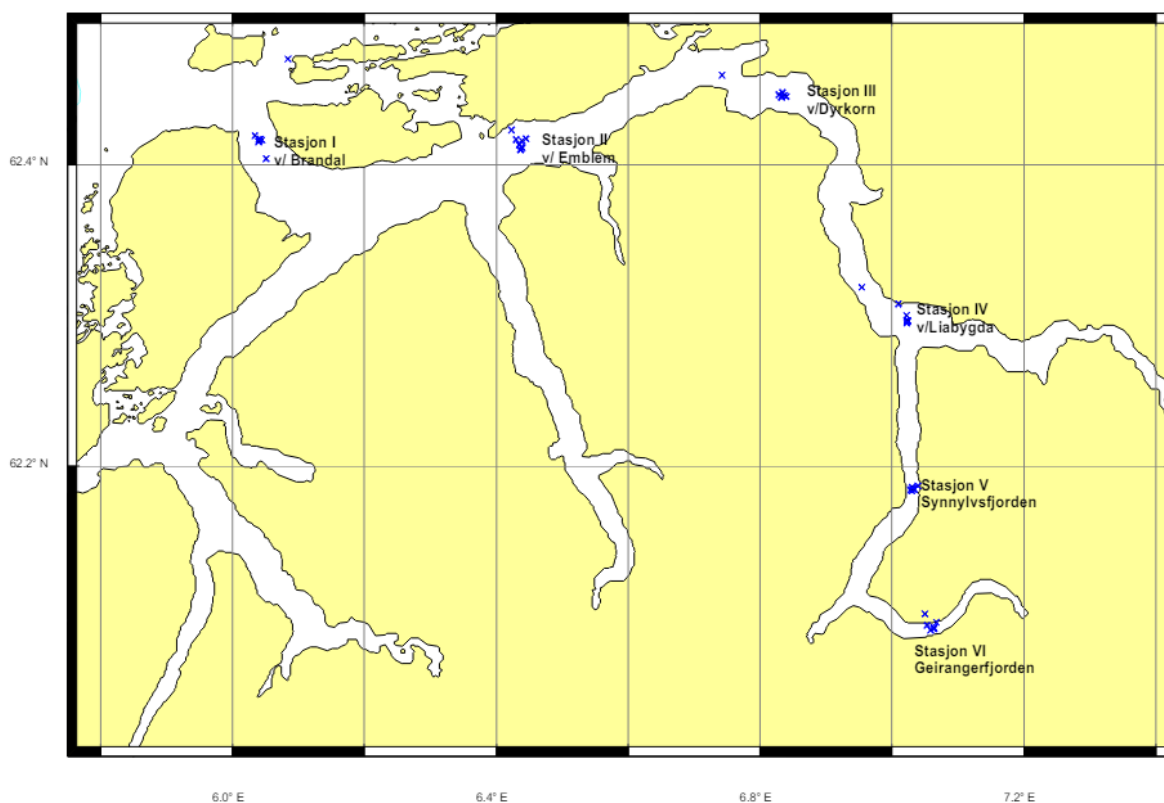 Stasjon III
v/Dyrkorn
Stasjon I
v/ Brandal
Stasjon II
v/ Emblem
62.4° N
Stasjon IV
v/Liabygda
62.2° N
Stasjon V
Synnylvsfjorden
Stasjon VI
Geirangerfjorden
6.0° E
6.4° E
6.8° E
7.2° E